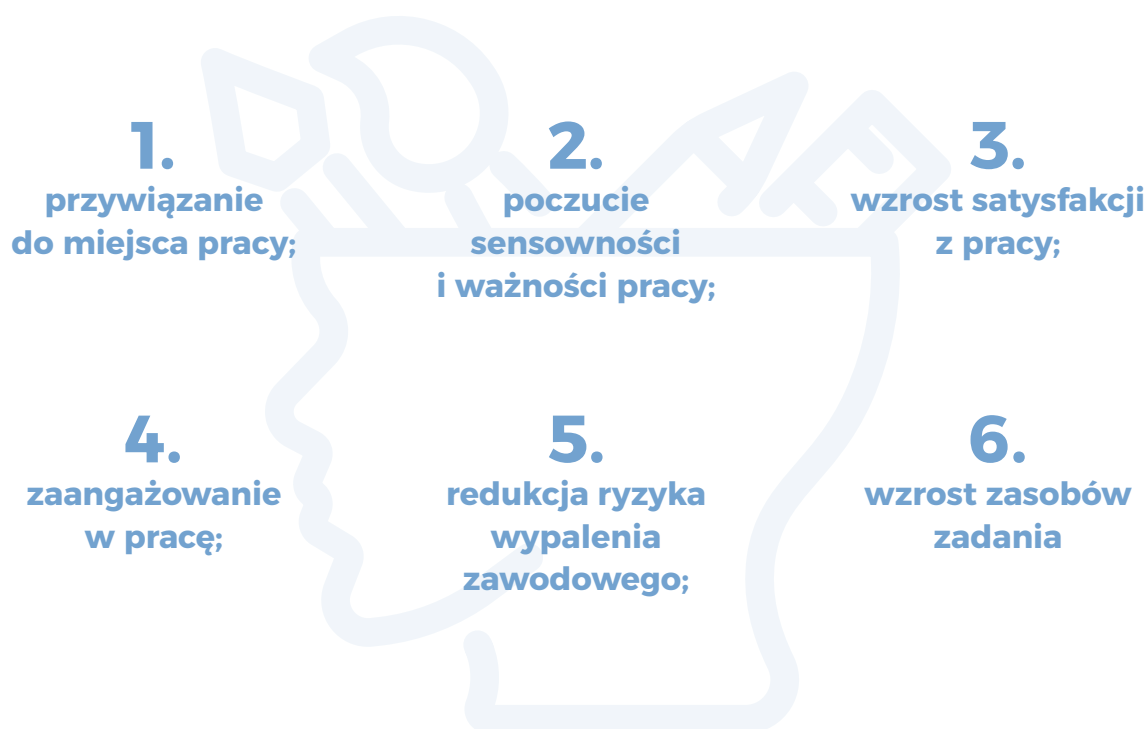 1.
przywiązanie
do miejsca pracy;
2.
poczucie
sensowności
i ważności pracy;
3.
wzrost satysfakcji
z pracy;
4.
zaangażowanie
w pracę;
5.
redukcja ryzyka
wypalenia
zawodowego;
6.
wzrost zasobów
zadania